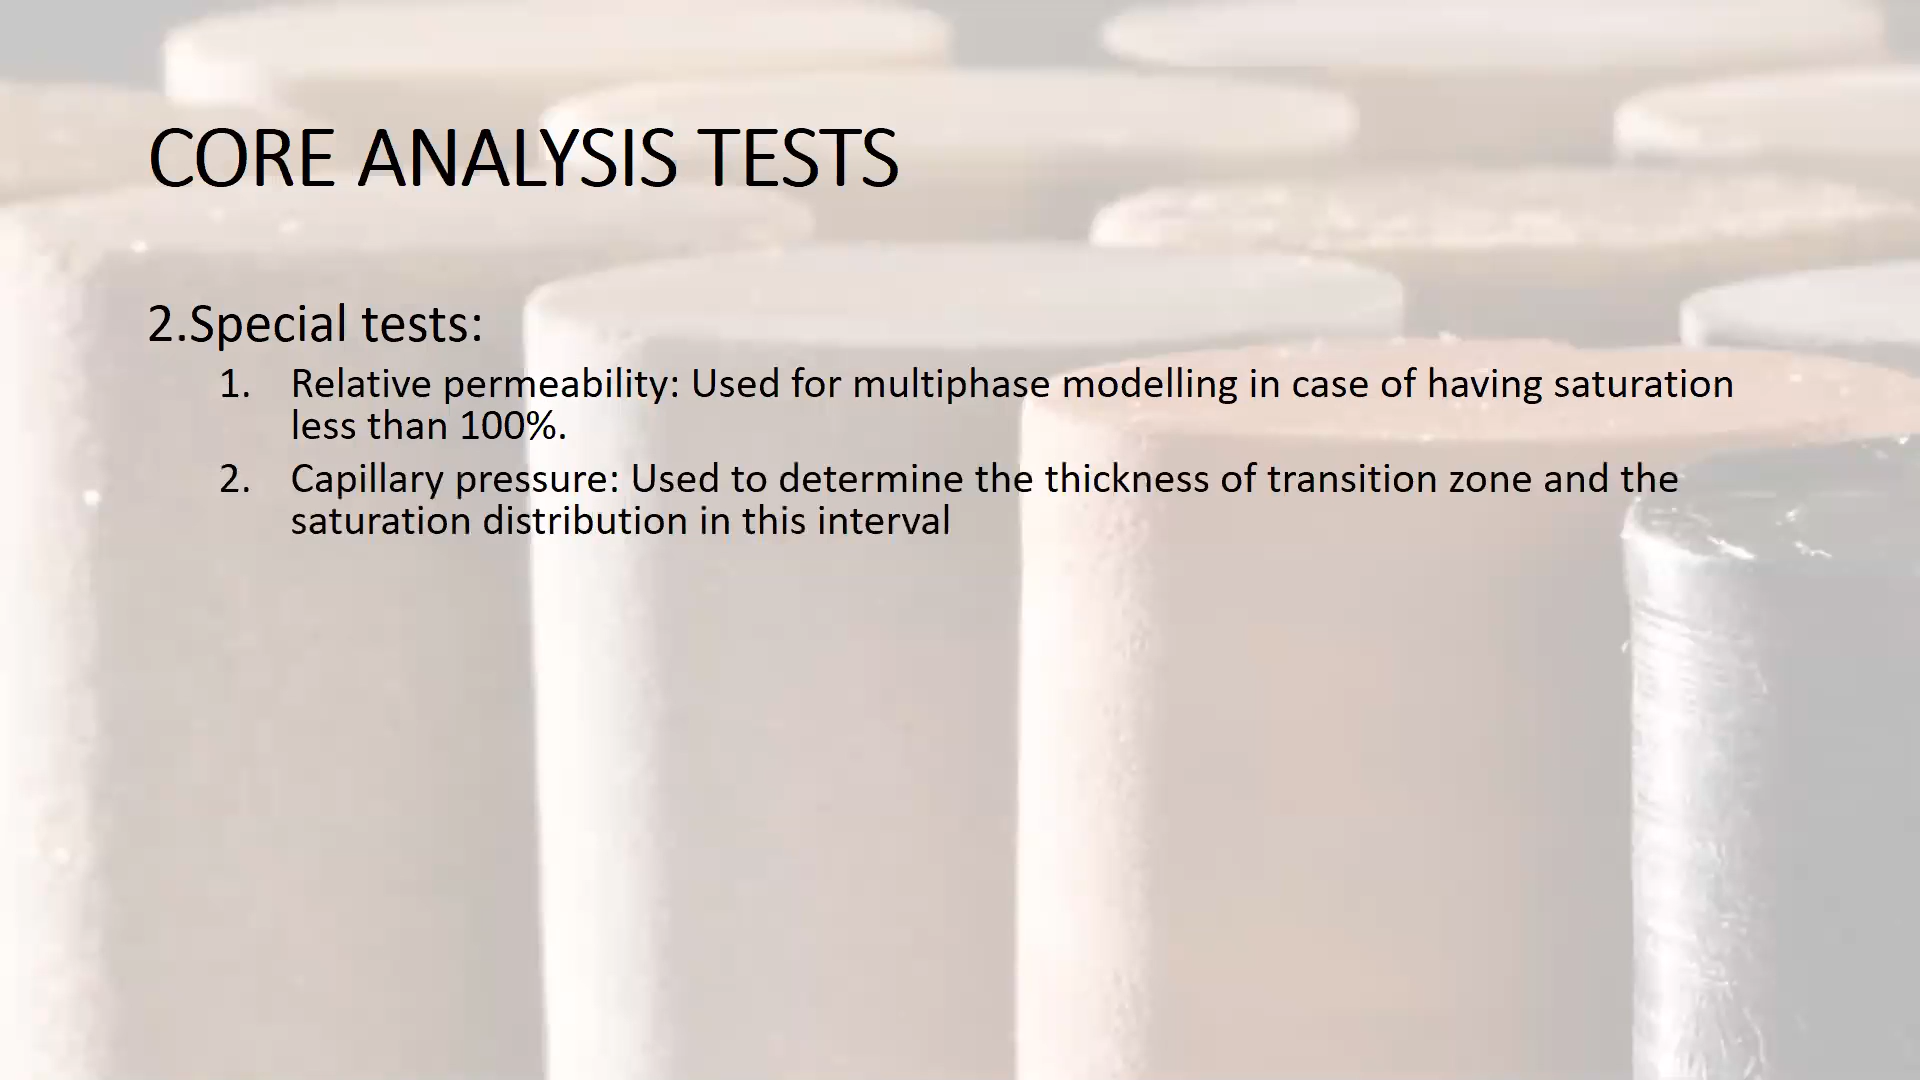 CORE ANALYSIS TESTS
2.Special tests:
1. Relative permeability: Used for multiphase modelling in case of having saturation
less than 100%.
2. Capillary pressure: Used to determine the thickness of transition zone and the
saturation distribution in this interval